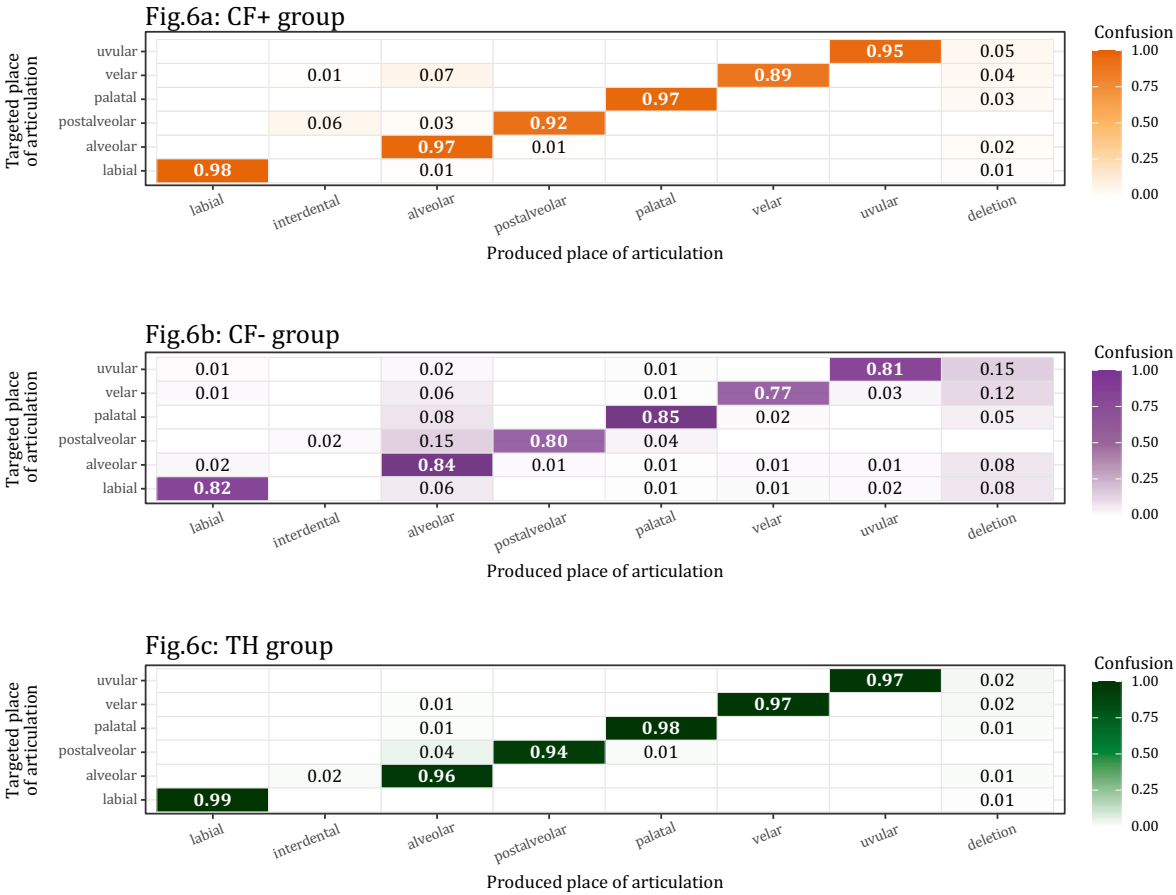 Fig.6a: CF+ group
Targeted place
of articulation
uvular 0.95 0.05
velar 0.01 0.07 0.89 0.04
palatal 0.97 0.03
postalveolar 0.06 0.03 0.92
alveolar 0.97 0.01 0.02
labial 0.98 0.01 0.01
labial interdental alveolar postalveolar palatal velar uvular deletion
Produced place of articulation
Confusion
1.00
0.75
0.50
0.25
0.00
Fig.6b: CF- group
Targeted place
of articulation
uvular 0.01 0.02 0.01 0.81 0.15
velar 0.01 0.06 0.01 0.77 0.03 0.12
palatal 0.08 0.85 0.02 0.05
postalveolar 0.02 0.15 0.80 0.04
alveolar 0.02 0.84 0.01 0.01 0.01 0.01 0.08
labial 0.82 0.06 0.01 0.01 0.02 0.08
labial interdental alveolar postalveolar palatal velar uvular deletion
Produced place of articulation
Confusion
1.00
0.75
0.50
0.25
0.00
Fig.6c: TH group
Targeted place
of articulation
uvular 0.97 0.02
velar 0.01 0.97 0.02
palatal 0.01 0.98 0.01
postalveolar 0.04 0.94 0.01
alveolar 0.02 0.96 0.01
labial 0.99 0.01
labial interdental alveolar postalveolar palatal velar uvular deletion
Produced place of articulation
Confusion
1.00
0.75
0.50
0.25
0.00